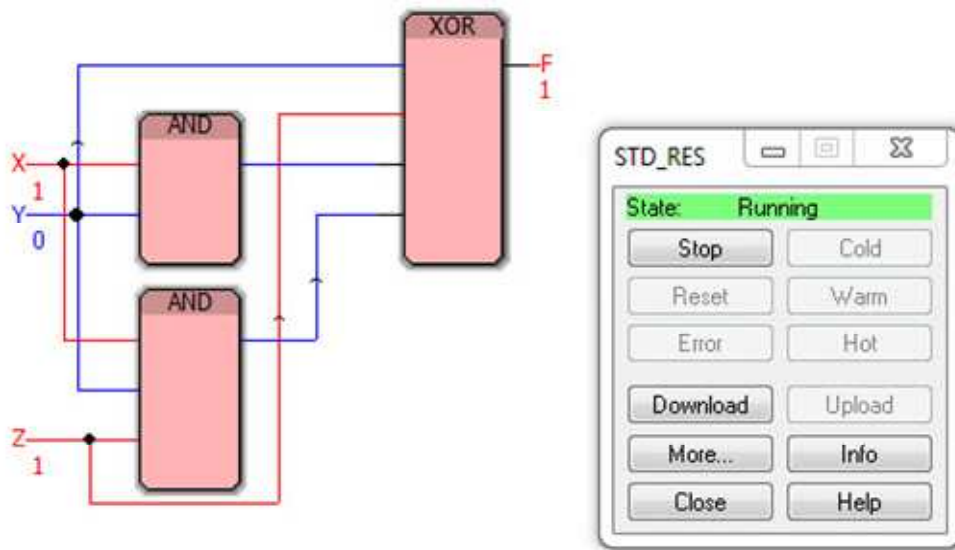 XOR
F
1
AND
X
1
Y
0
AND
Z
1
STD_RES
State: Running
Stop Cold
Reset Warm
Error Hot
Download Upload
More... Info
Close Help